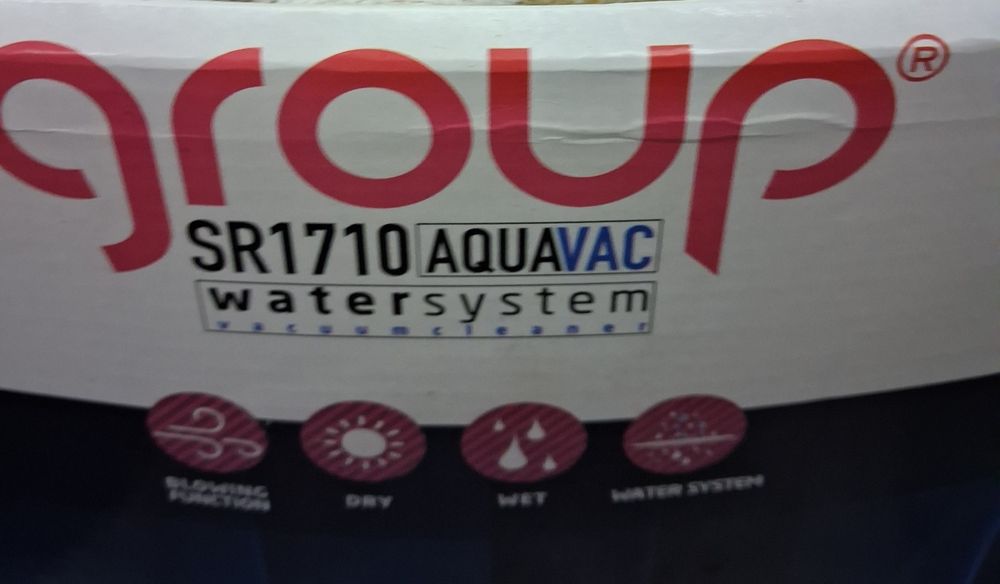 group®
SR1710 AQUAVAC
watersystem
vacuumcleaner
BLOWING
FUNCTION
DRY
WET
WATER SYSTEM